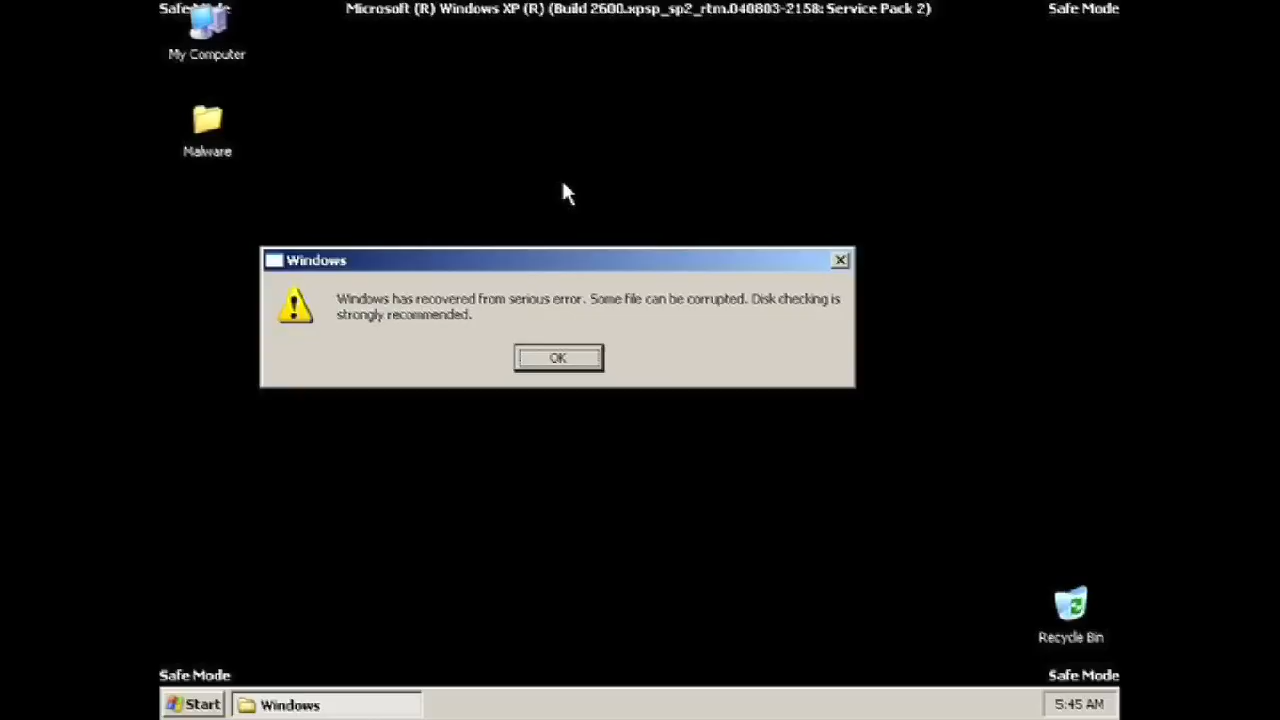 Safe Mode
Microsoft (R) Windows XP (R) (Build 2600.xpsp_sp2_rtm.040803-2158: Service Pack 2)
Safe Mode
My Computer
Malware
Windows
Windows has recovered from serious error. Some file can be corrupted. Disk checking is
strongly recommended.
OK
Recycle Bin
Safe Mode
Safe Mode
Start
Windows
5:45 AM